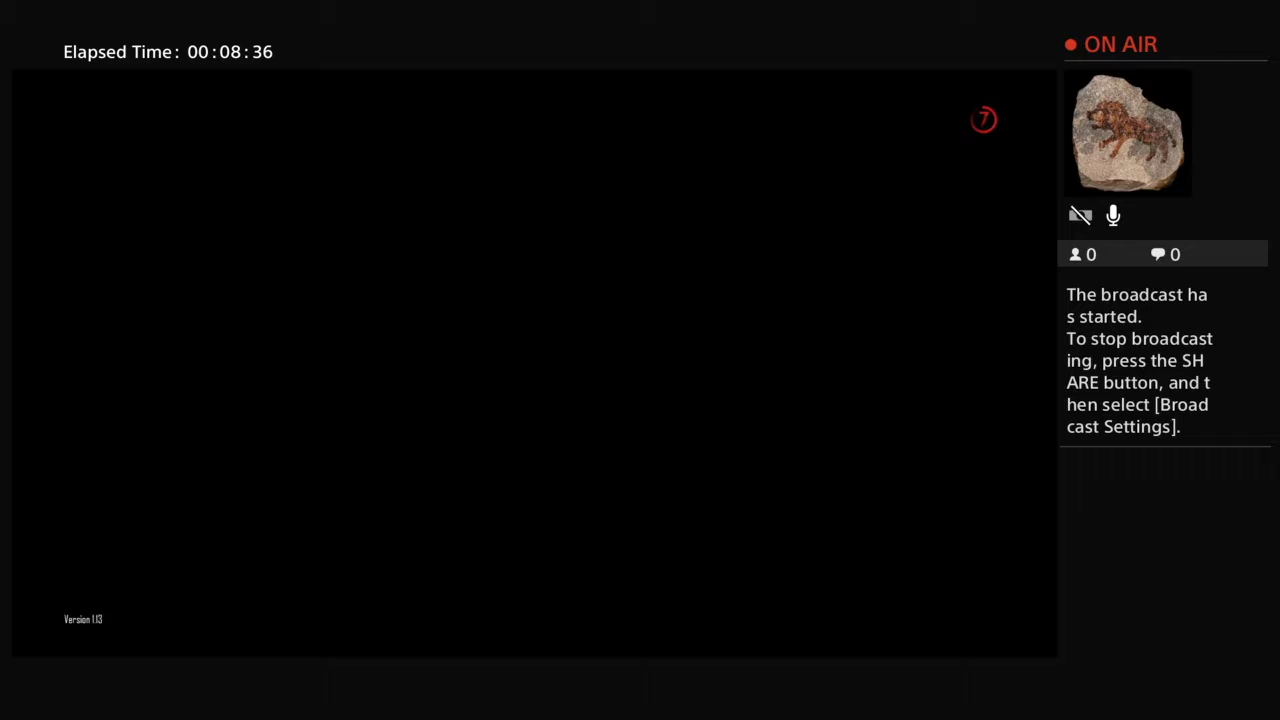 Elapsed Time: 00:08:36
ON AIR
7
0 0
The broadcast ha
s started.
To stop broadcast
ing, press the SH
ARE button, and t
hen select [Broad
cast Settings].
Version 1.13